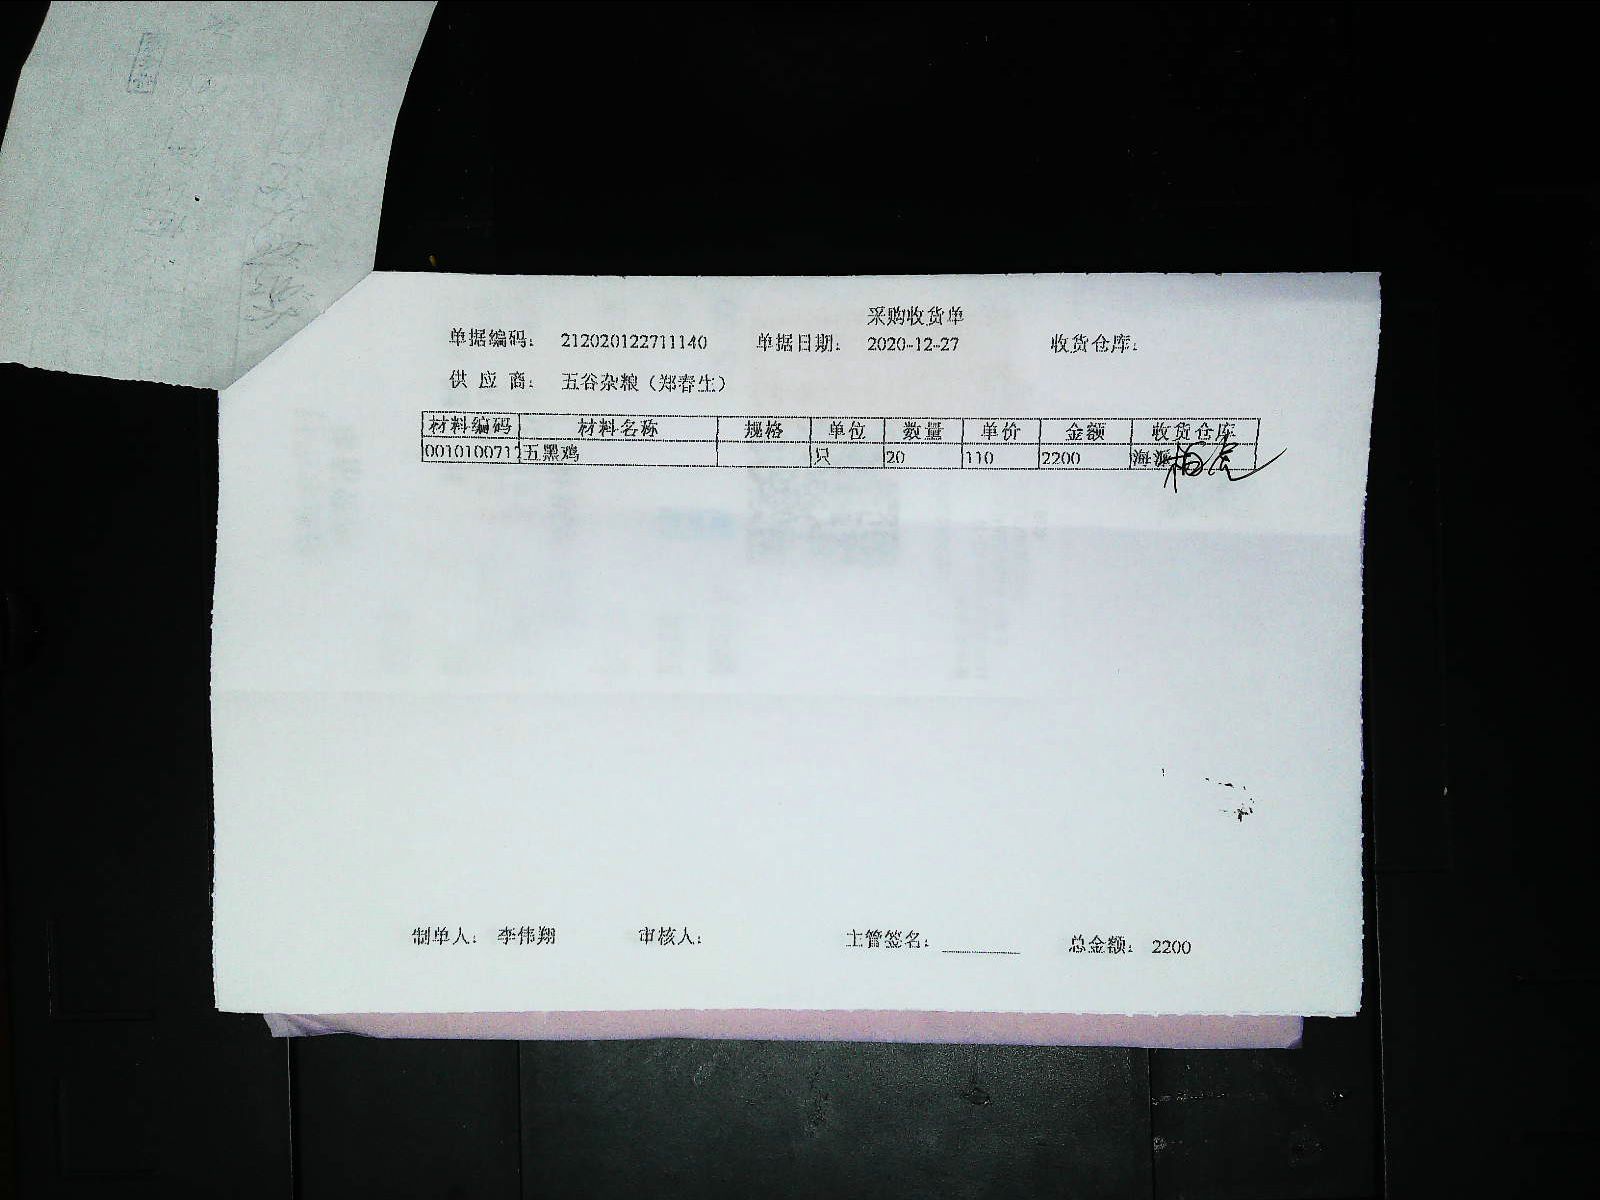 采购收货单
单据编码： 212020122711140 单据日期： 2020-12-27 收货仓库：
供 应 商： 五谷杂粮（郑春生）
材料编码 材料名称 规格 单位 数量 单价 金额 收货仓库
001010071 五黑鸡 只 20 110 2200 海
制单人： 李伟翔 审核人： 主管签名： 总金额： 2200